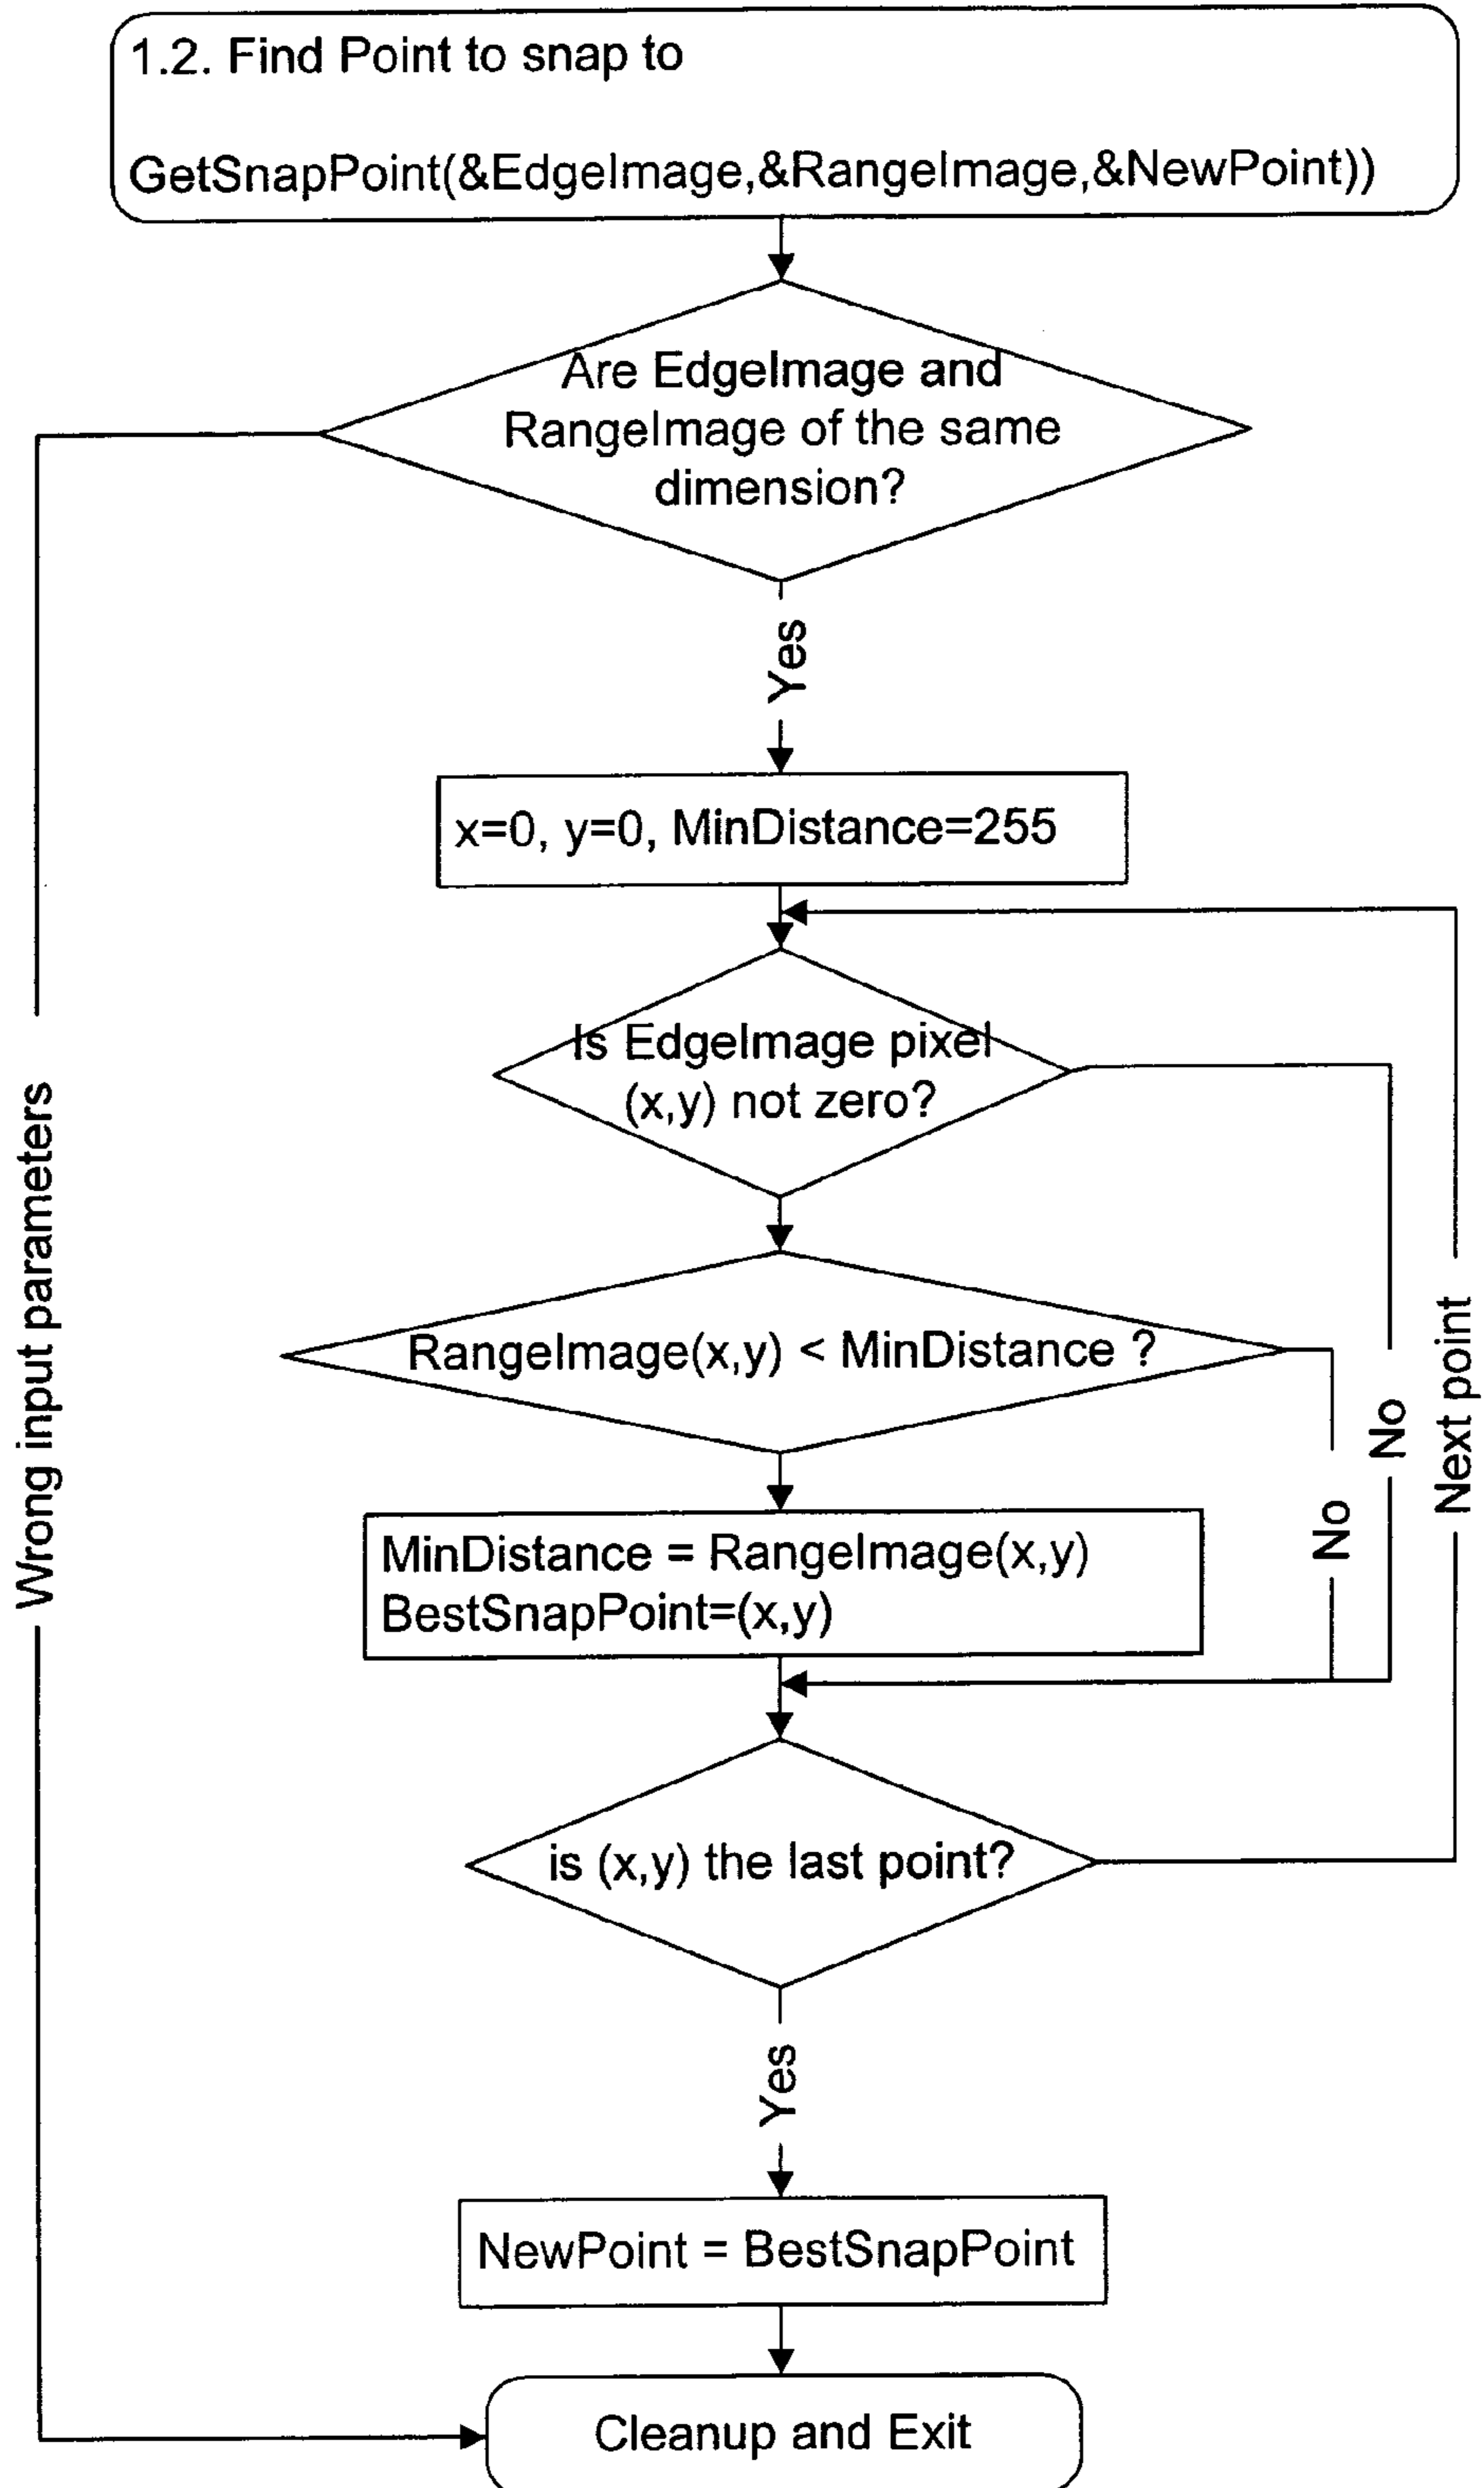 1.2. Find Point to snap to
GetSnapPoint(&EdgeImage,&RangeImage,&NewPoint))
Are EdgeImage and
RangeImage of the same
dimension?
Yes
x=0, y=0, MinDistance=255
Is EdgeImage pixel
(x,y) not zero?
Wrong input parameters
RangeImage(x,y) < MinDistance ?
No
No
Next point
MinDistance = RangeImage(x,y)
BestSnapPoint=(x,y)
is (x,y) the last point?
Yes
NewPoint = BestSnapPoint
Cleanup and Exit